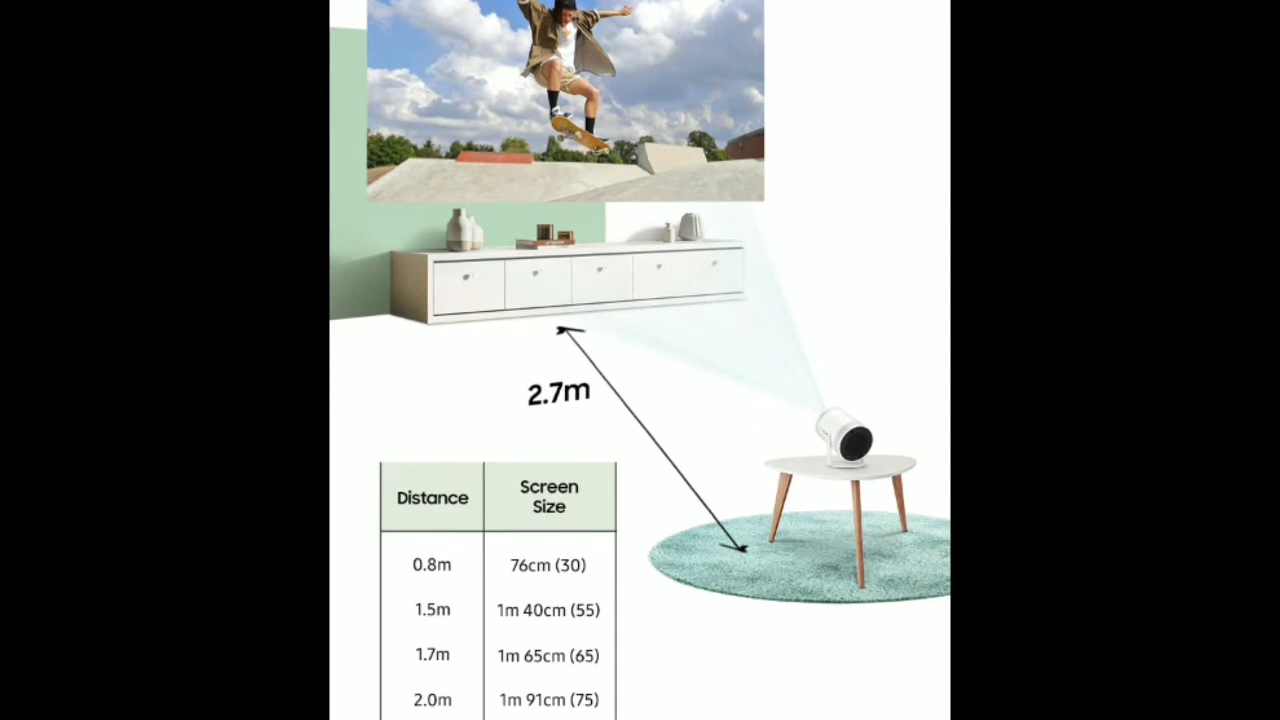 2.7m
Distance Screen Size
0.8m 76cm (30)
1.5m 1m 40cm (55)
1.7m 1m 65cm (65)
2.0m 1m 91cm (75)